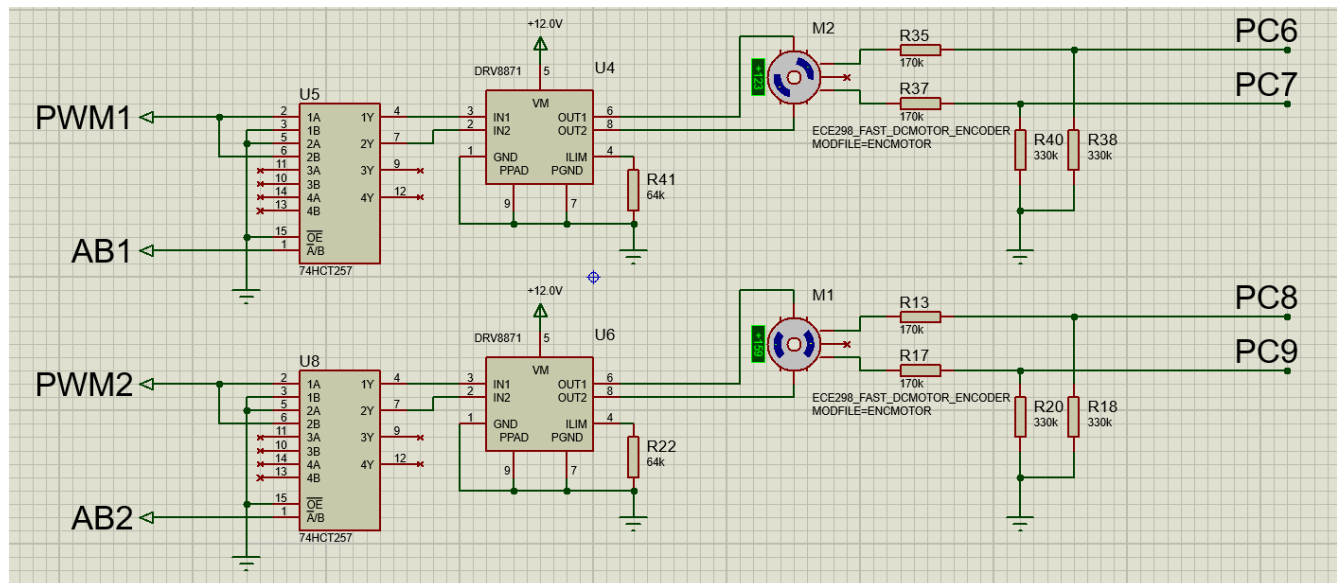 +12.0V
M2
R35
170k
PC6
DRV8871
5
U4
VM
+123
R37
170k
PC7
U5
PWM1
2
1A
1Y
4
3
IN1
OUT1
6
3
1B
5
2A
2Y
7
2
IN2
OUT2
8
6
2B
ECE298_FAST_DCMOTOR_ENCODER
MODFILE=ENCMOTOR
R40
330k
R38
330k
11
3A
3Y
9
1
GND
ILIM
4
10
3B
PPAD
PGND
14
4A
4Y
12
13
4B
9
7
R41
64k
15
OE
AB1
1
A/B
74HCT257
+12.0V
M1
R13
170k
PC8
DRV8871
5
U6
VM
+159
R17
170k
PC9
U8
PWM2
2
1A
1Y
4
3
IN1
OUT1
6
3
1B
5
2A
2Y
7
2
IN2
OUT2
8
6
2B
ECE298_FAST_DCMOTOR_ENCODER
MODFILE=ENCMOTOR
R20
330k
R18
330k
11
3A
3Y
9
1
GND
ILIM
4
10
3B
PPAD
PGND
14
4A
4Y
12
13
4B
9
7
R22
64k
15
OE
AB2
1
A/B
74HCT257